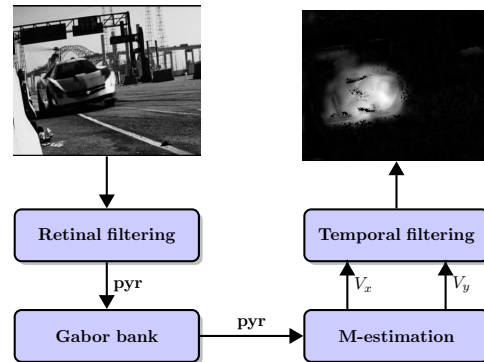 Retinal filtering
Temporal filtering
pyr
V_x
V_y
Gabor bank
pyr
M-estimation